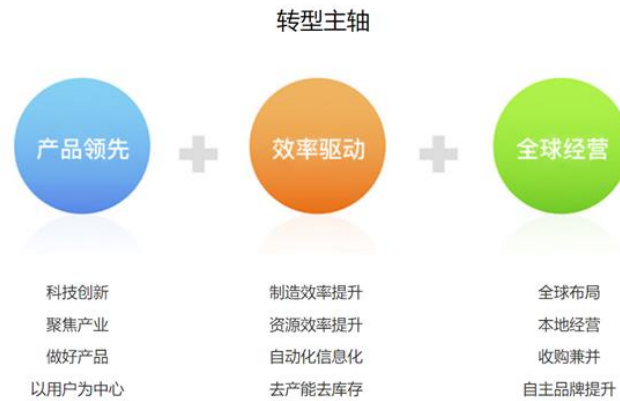 转型主轴
产品领先
效率驱动
全球经营
科技创新
聚焦产业
做好产品
以用户为中心
制造效率提升
资源效率提升
自动化信息化
去产能去库存
全球布局
本地经营
收购兼并
自主品牌提升